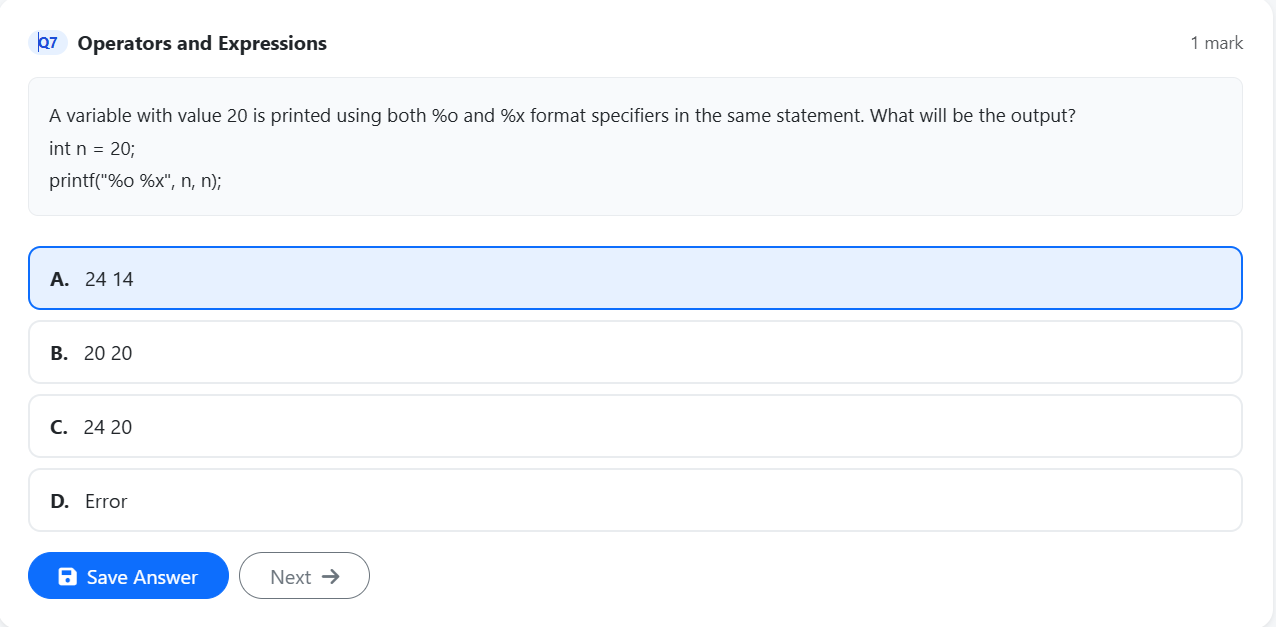 Q7 Operators and Expressions 1 mark
A variable with value 20 is printed using both %o and %x format specifiers in the same statement. What will be the output?
int n = 20;
printf("%o %x", n, n);
A. 24 14
B. 20 20
C. 24 20
D. Error
Save Answer Next →